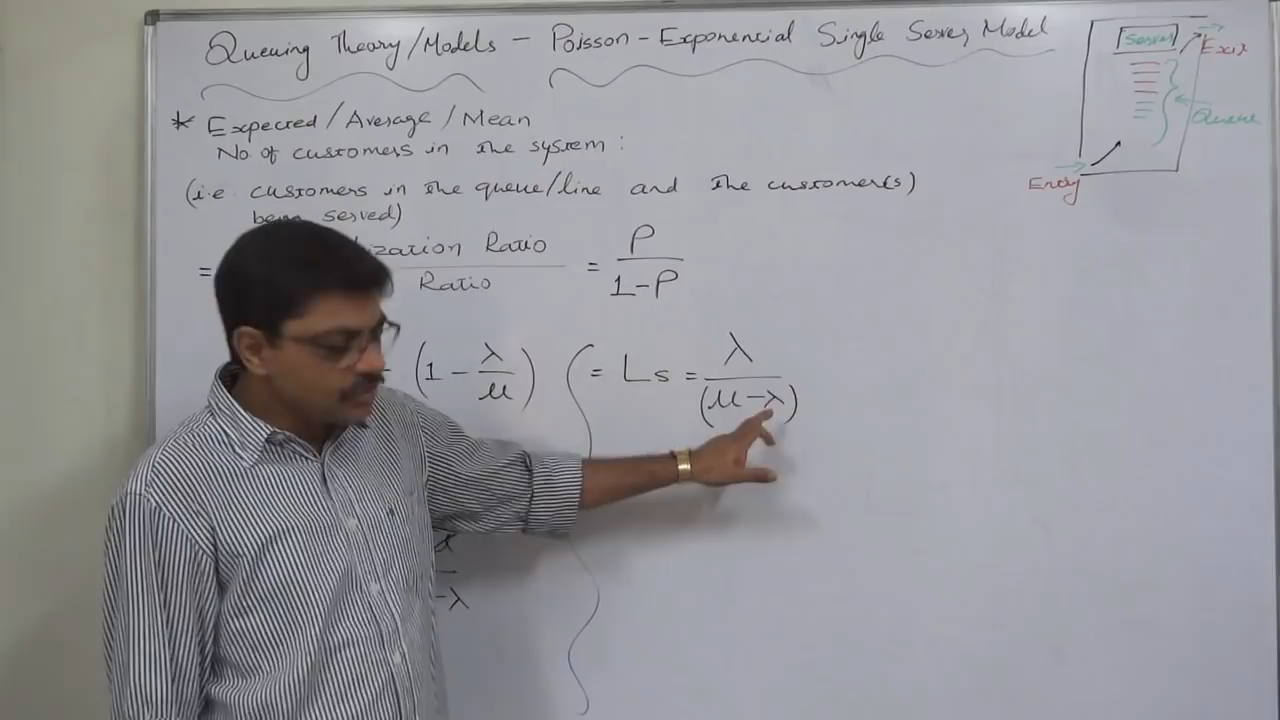 Queuing Theory/Models - Poisson-Exponencial Single Server Model
* Expected/Average/Mean
No of customers in the system :
(i.e. customers in the queue/line and the customer(s)
being served)
= lization Ratio / Ratio = P / 1-P
(1 - λ/μ) = Ls = λ / (μ-λ)
-λ
Server
Exit
Queue
Entry